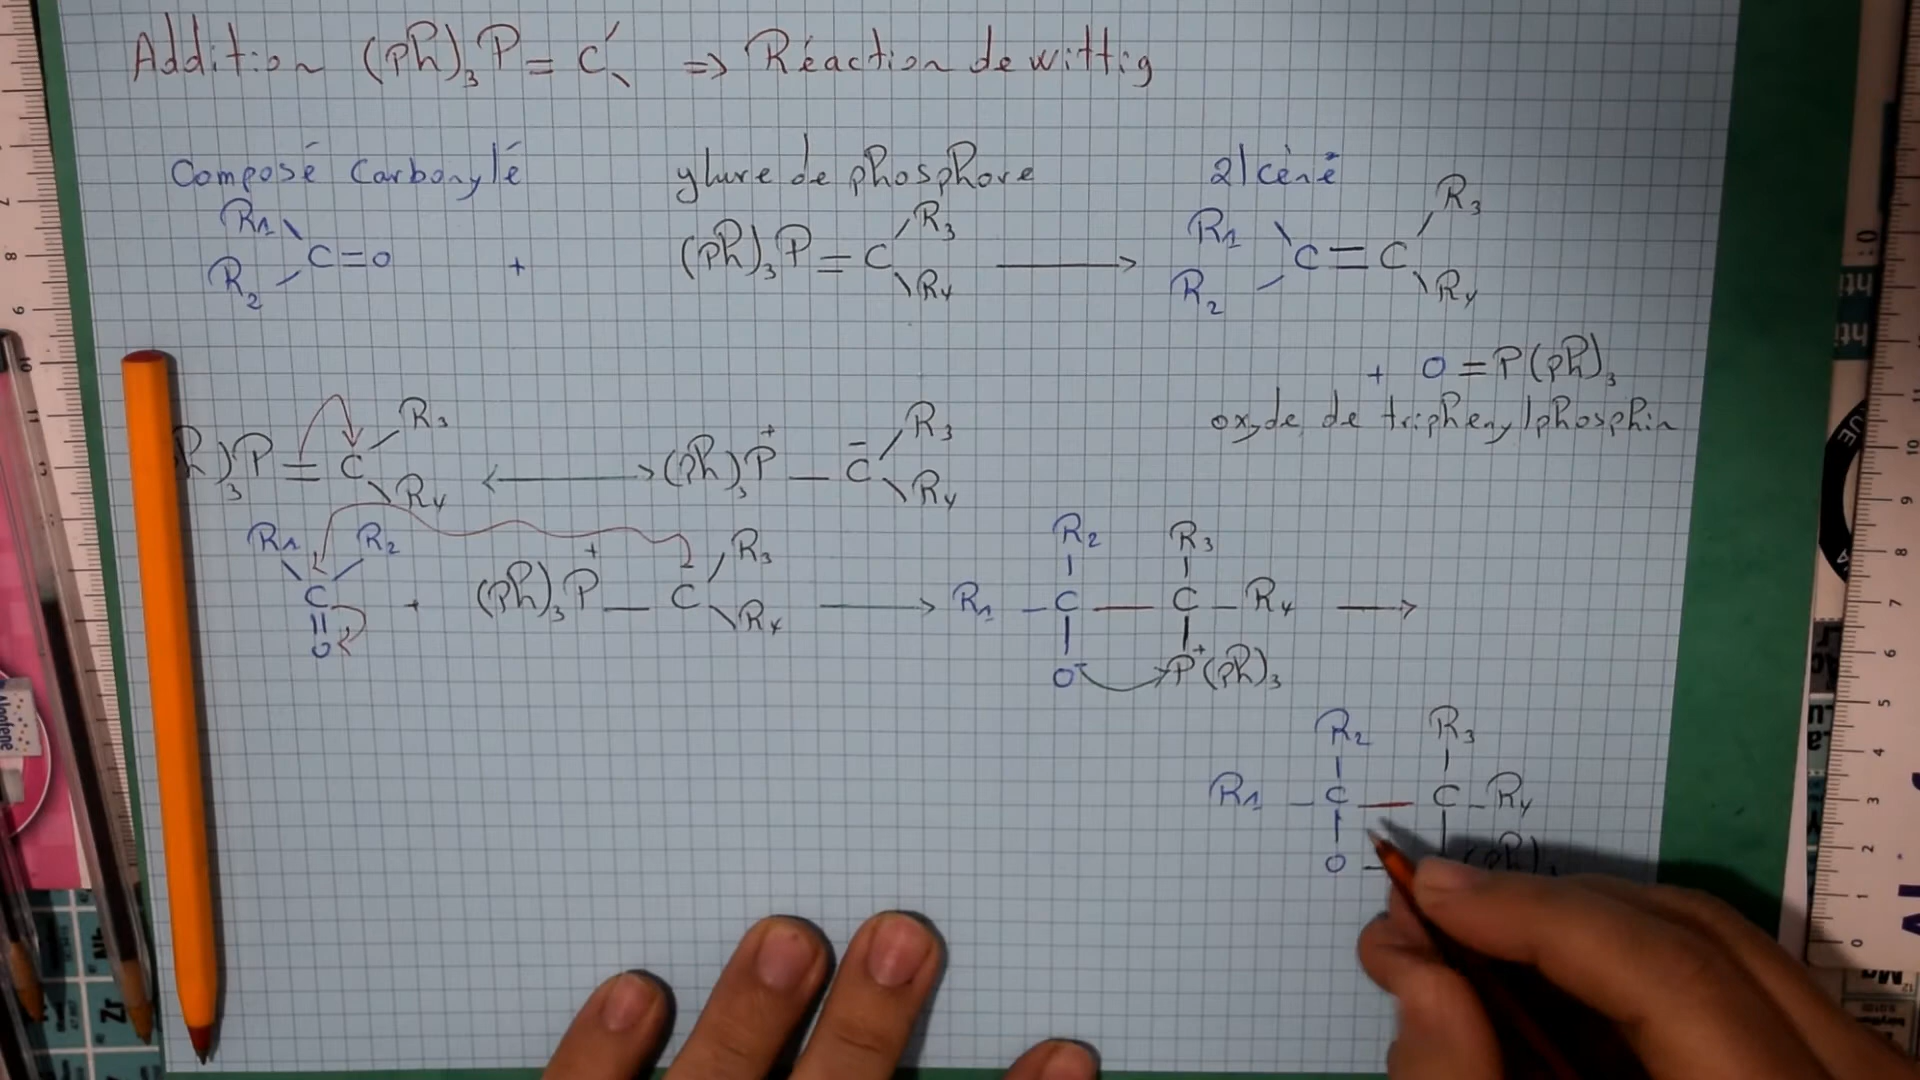 Addition (ph)3P=C => Réaction de wittig
Composé Carbonylé ylure de phosphore alcène
R1 R3 R1 R3
C=O + (ph)3P=C → C=C
R2 R4 R2 R4
+ O=P(ph)3
oxyde de triphenylphosphin
R3 R3
h)3P=C ↔ (ph)3P+ — C-
R4 R4
R1 R2 R3 R2 R3
C + (ph)3P+ — C → R1 — C — C — R4 →
O R4 O P+(ph)3
R2 R3
R1 — C — C — R4
O — (ph)